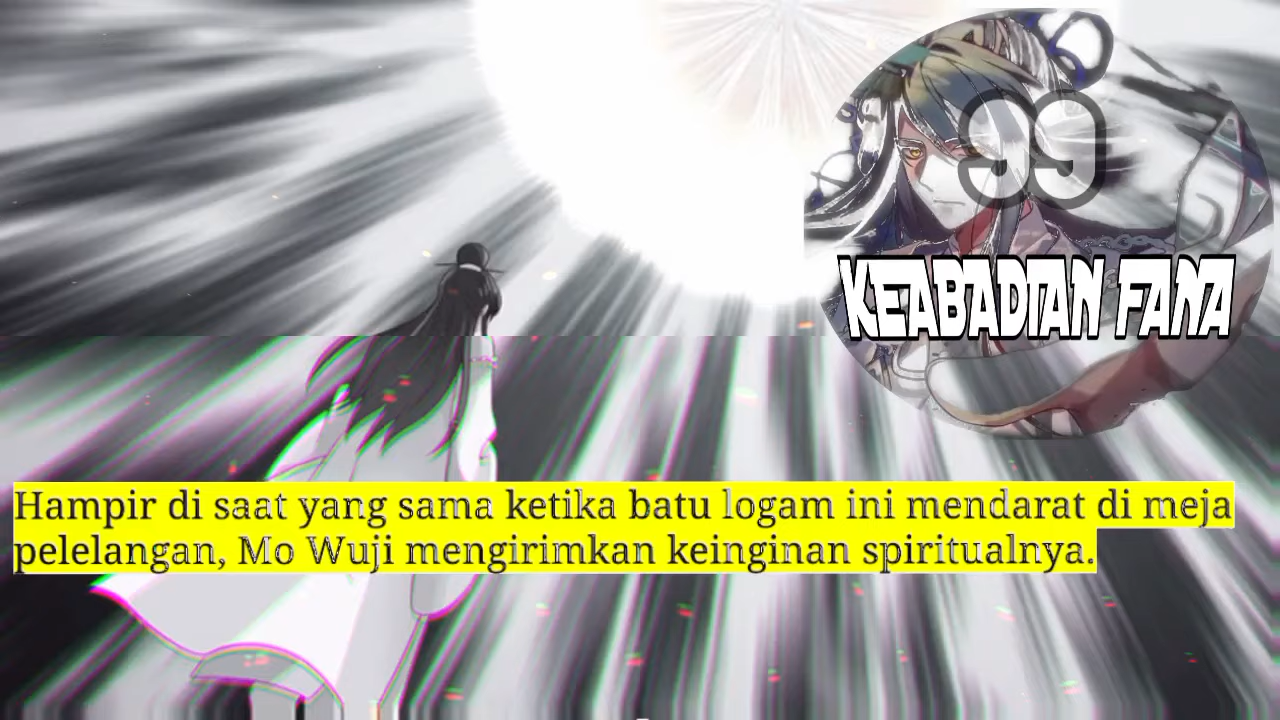 99
KEABADIAN FANA
Hampir di saat yang sama ketika batu logam ini mendarat di meja
pelelangan, Mo Wuji mengirimkan keinginan spiritualnya.